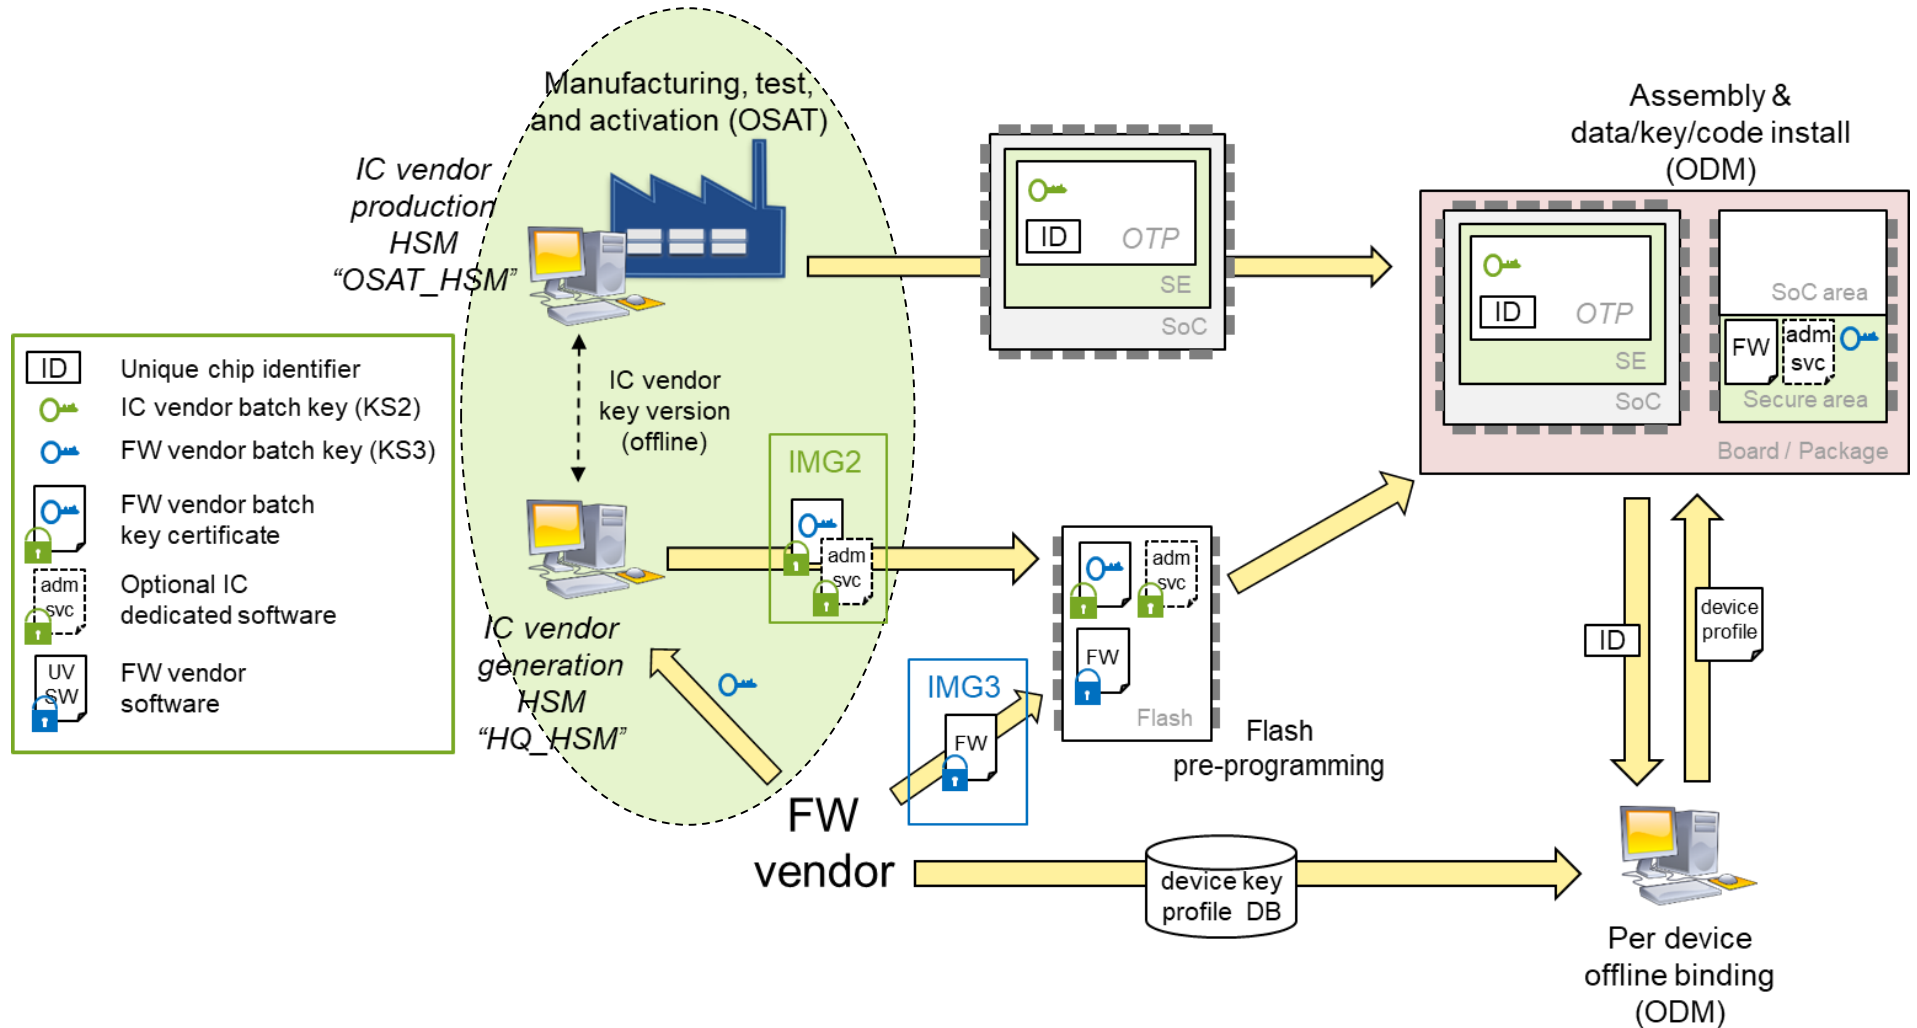 Manufacturing, test,
and activation (OSAT)
IC vendor
production
HSM
“OSAT_HSM”
IC vendor
key version
(offline)
IC vendor
generation
HSM
“HQ_HSM”
ID
Unique chip identifier
IC vendor batch key (KS2)
FW vendor batch key (KS3)
FW vendor batch
key certificate
adm
svc
Optional IC
dedicated software
UV
SW
FW vendor
software
IMG2
adm
svc
ID
OTP
SE
SoC
Assembly &
data/key/code install
(ODM)
ID
OTP
SE
SoC
SoC area
FW
adm
svc
Secure area
Board / Package
adm
svc
FW
Flash
Flash
pre-programming
IMG3
FW
FW
vendor
device key
profile DB
ID
device
profile
Per device
offline binding
(ODM)